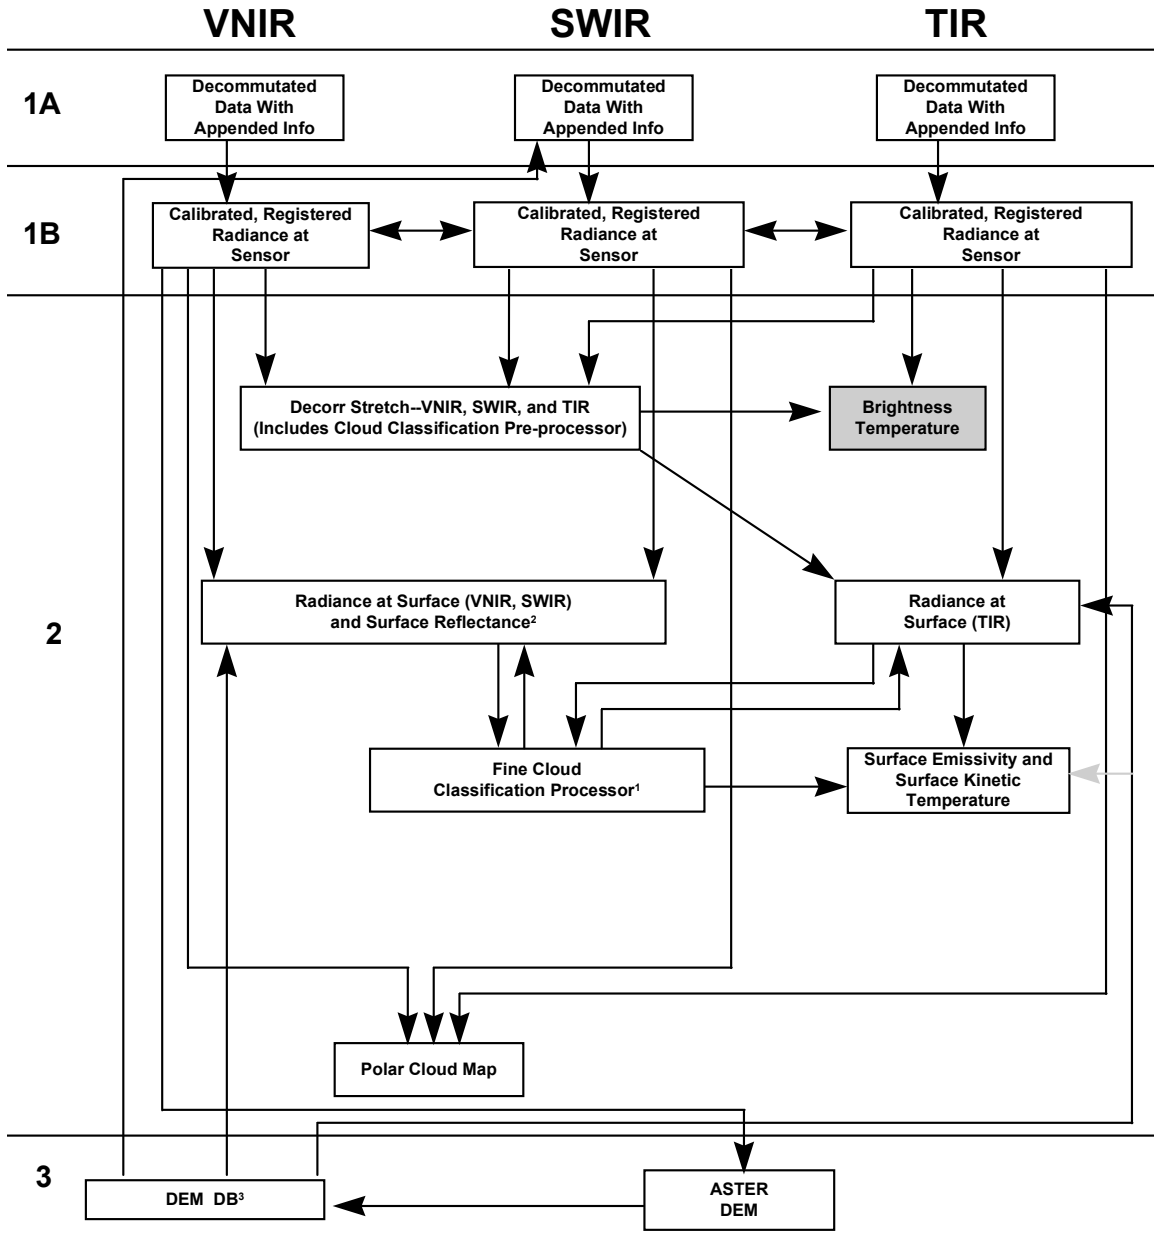 VNIR SWIR TIR
1A
Decommutated
Data With
Appended Info
Decommutated
Data With
Appended Info
Decommutated
Data With
Appended Info
1B
Calibrated, Registered
Radiance at
Sensor
Calibrated, Registered
Radiance at
Sensor
Calibrated, Registered
Radiance at
Sensor
2
Decorr Stretch--VNIR, SWIR, and TIR
(Includes Cloud Classification Pre-processor)
Brightness
Temperature
Radiance at Surface (VNIR, SWIR)
and Surface Reflectance²
Radiance at
Surface (TIR)
Fine Cloud
Classification Processor¹
Surface Emissivity and
Surface Kinetic
Temperature
Polar Cloud Map
3
DEM DB³
ASTER
DEM